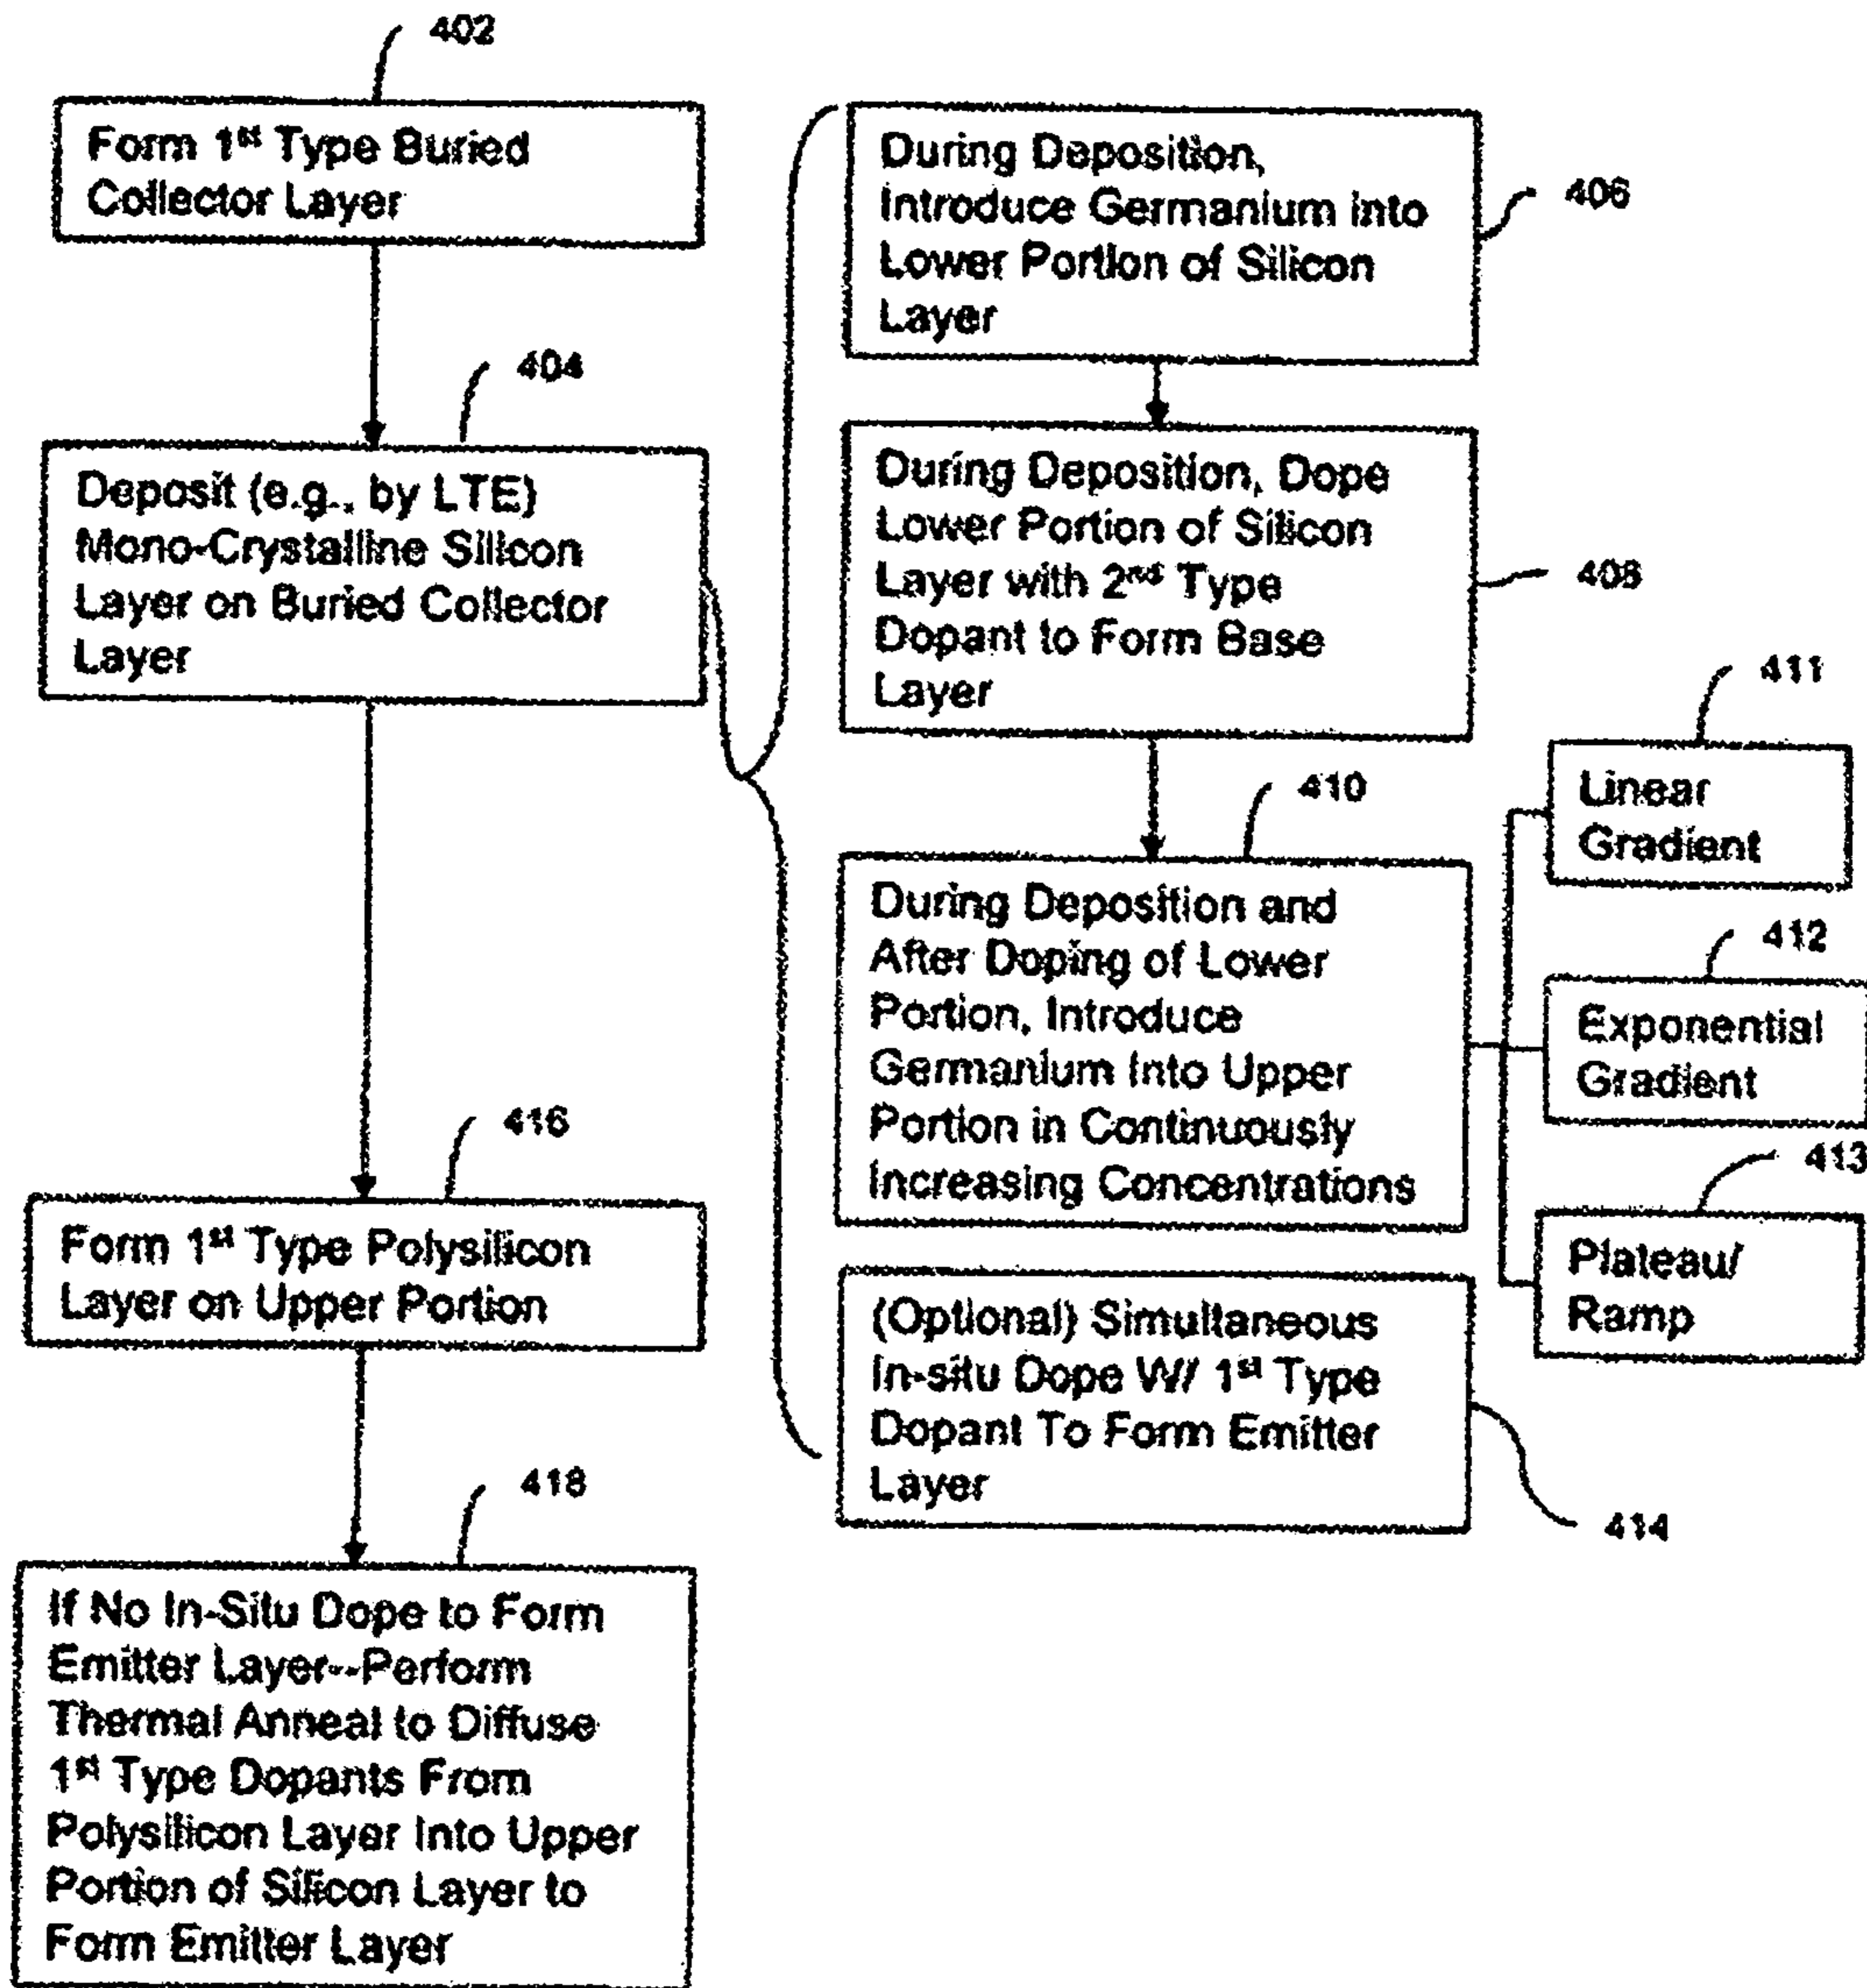 402
Form 1st Type Buried
Collector Layer
404
Deposit (e.g., by LTE)
Mono-Crystalline Silicon
Layer on Buried Collector
Layer
During Deposition,
Introduce Germanium into
Lower Portion of Silicon
Layer
406
During Deposition, Dope
Lower Portion of Silicon
Layer with 2nd Type
Dopant to Form Base
Layer
408
410
During Deposition and
After Doping of Lower
Portion, Introduce
Germanium Into Upper
Portion in Continuously
Increasing Concentrations
411
Linear
Gradient
412
Exponential
Gradient
413
Plateau/
Ramp
(Optional) Simultaneous
In-situ Dope W/ 1st Type
Dopant To Form Emitter
Layer
414
416
Form 1st Type Polysilicon
Layer on Upper Portion
418
If No In-Situ Dope to Form
Emitter Layer--Perform
Thermal Anneal to Diffuse
1st Type Dopants From
Polysilicon Layer Into Upper
Portion of Silicon Layer to
Form Emitter Layer